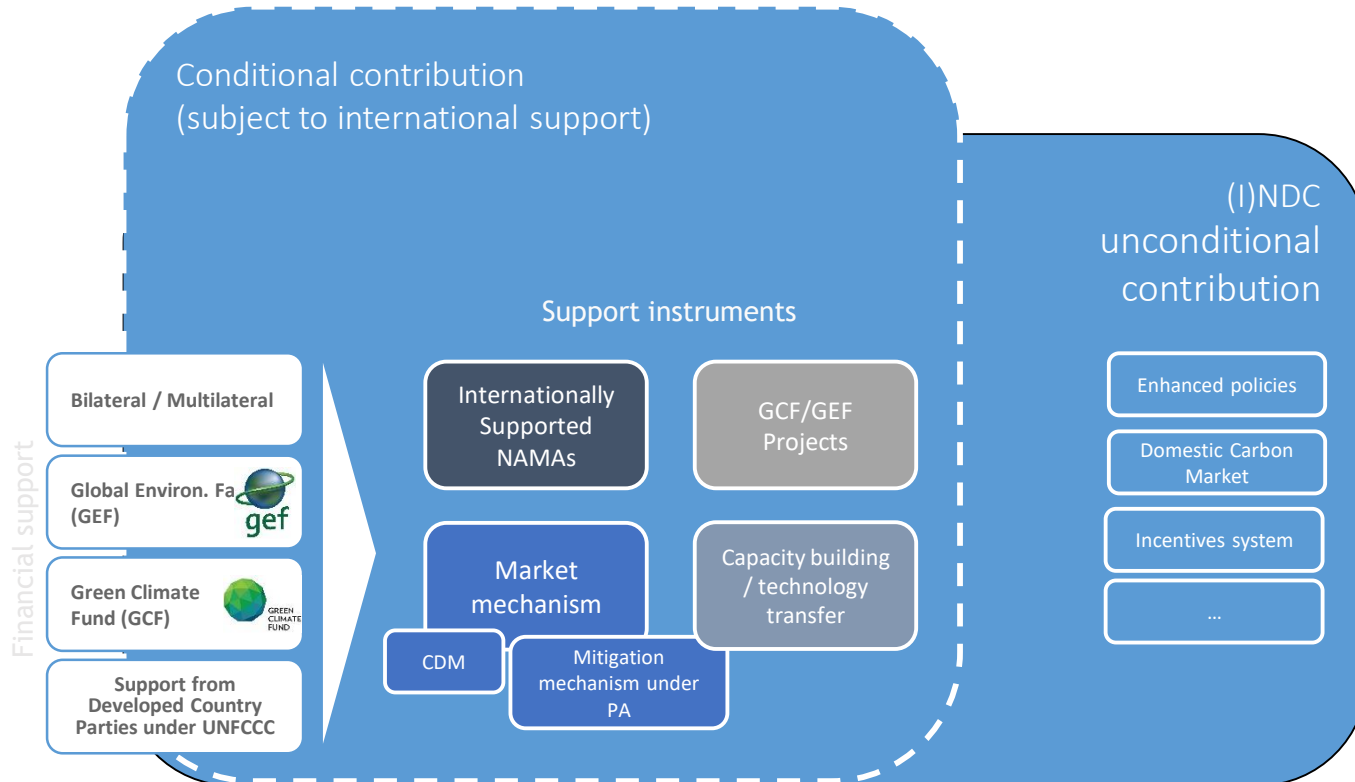 Conditional contribution
(subject to international support)
(I)NDC
unconditional
contribution
Support instruments
Financial support
Bilateral / Multilateral
Global Environ. Fa
(GEF)
gef
Green Climate
Fund (GCF)
GREEN
CLIMATE
FUND
Support from
Developed Country
Parties under UNFCCC
Internationally
Supported
NAMAs
GCF/GEF
Projects
Market
mechanism
CDM
Mitigation
mechanism under
PA
Capacity building
/ technology
transfer
Enhanced policies
Domestic Carbon
Market
Incentives system
...